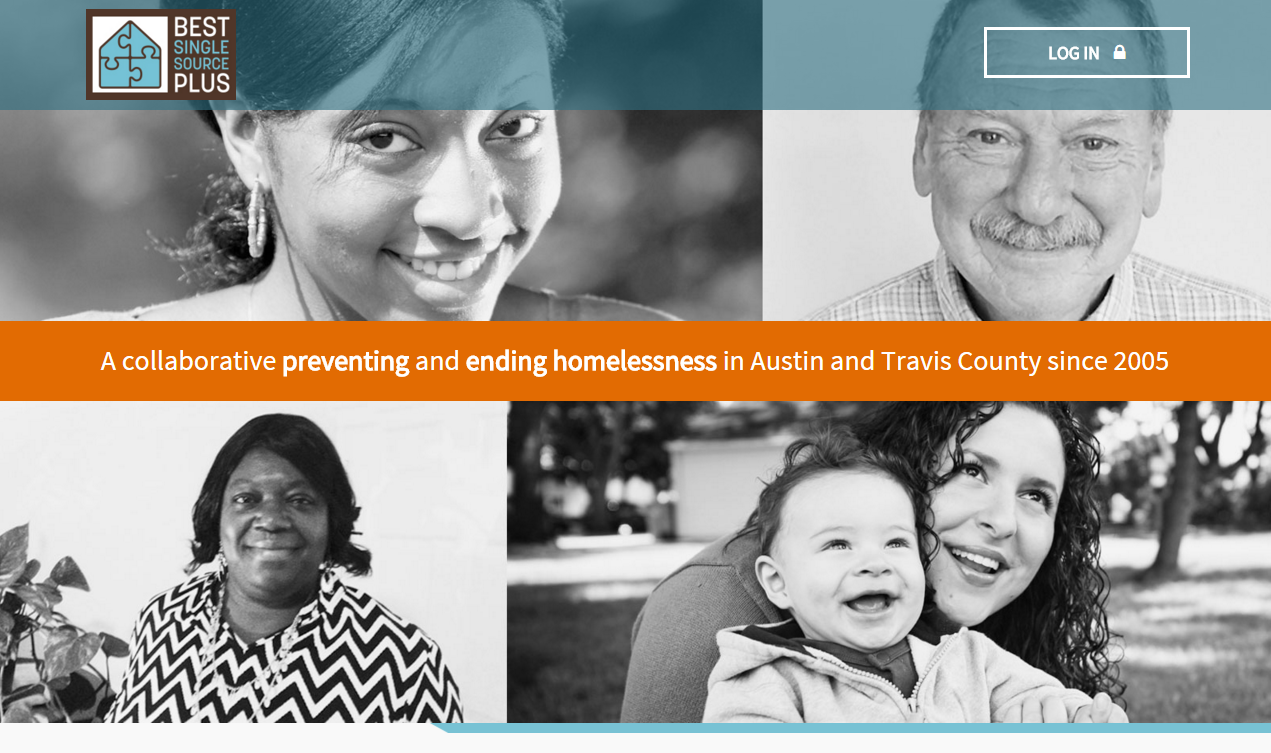 BEST
SINGLE
SOURCE
PLUS
LOG IN
A collaborative preventing and ending homelessness in Austin and Travis County since 2005